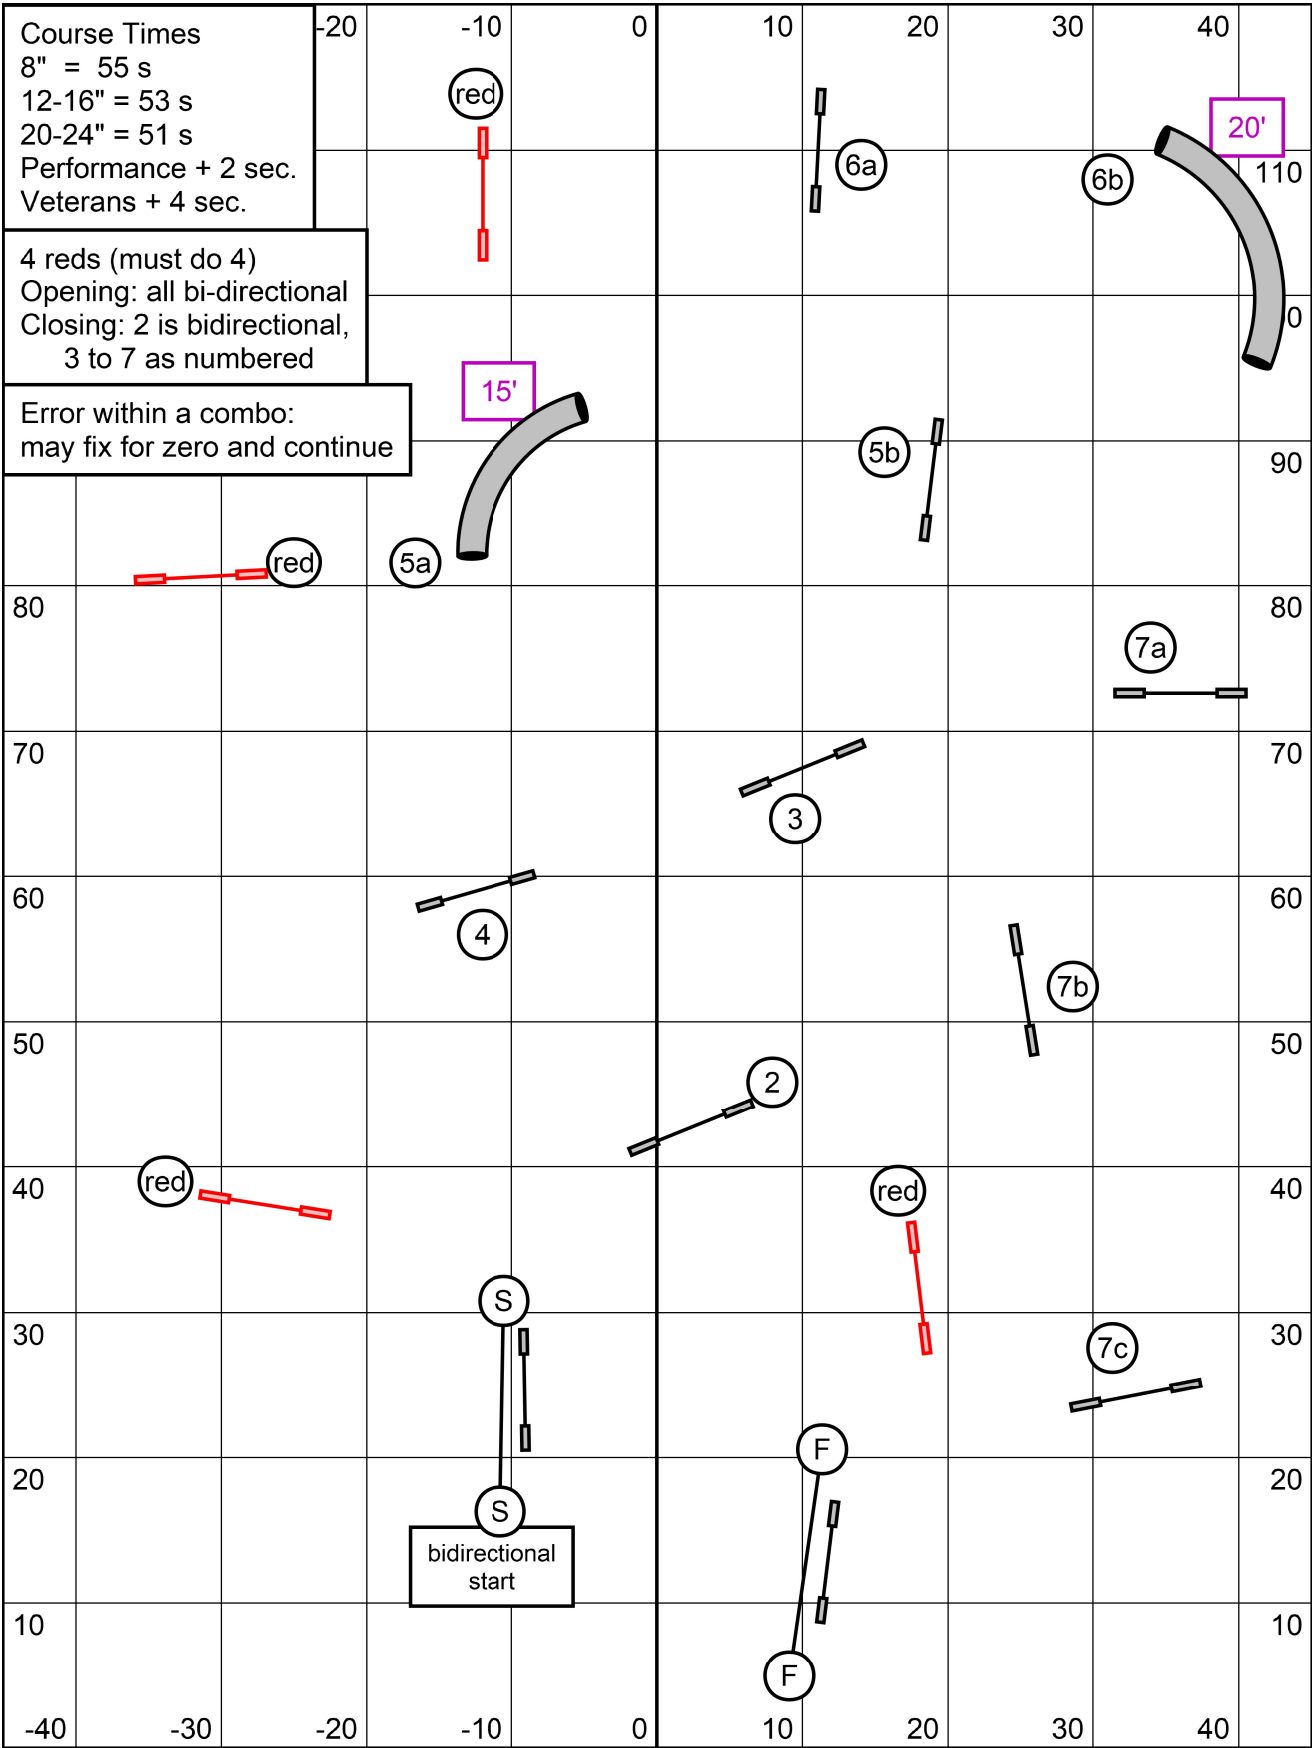 -20 -10 0 10 20 30 40
Course Times
8" = 55 s
12-16" = 53 s
20-24" = 51 s
Performance + 2 sec.
Veterans + 4 sec.
red
20'
6a
6b
110
4 reds (must do 4)
Opening: all bi-directional
Closing: 2 is bidirectional,
3 to 7 as numbered
0
15'
Error within a combo:
may fix for zero and continue
5b
90
red
5a
80 80
7a
70 70
3
60 60
4
7b
50 50
2
40 40
red
red
S
30 30
7c
F
20 20
S
bidirectional
start
10 10
F
-40 -30 -20 -10 0 10 20 30 40